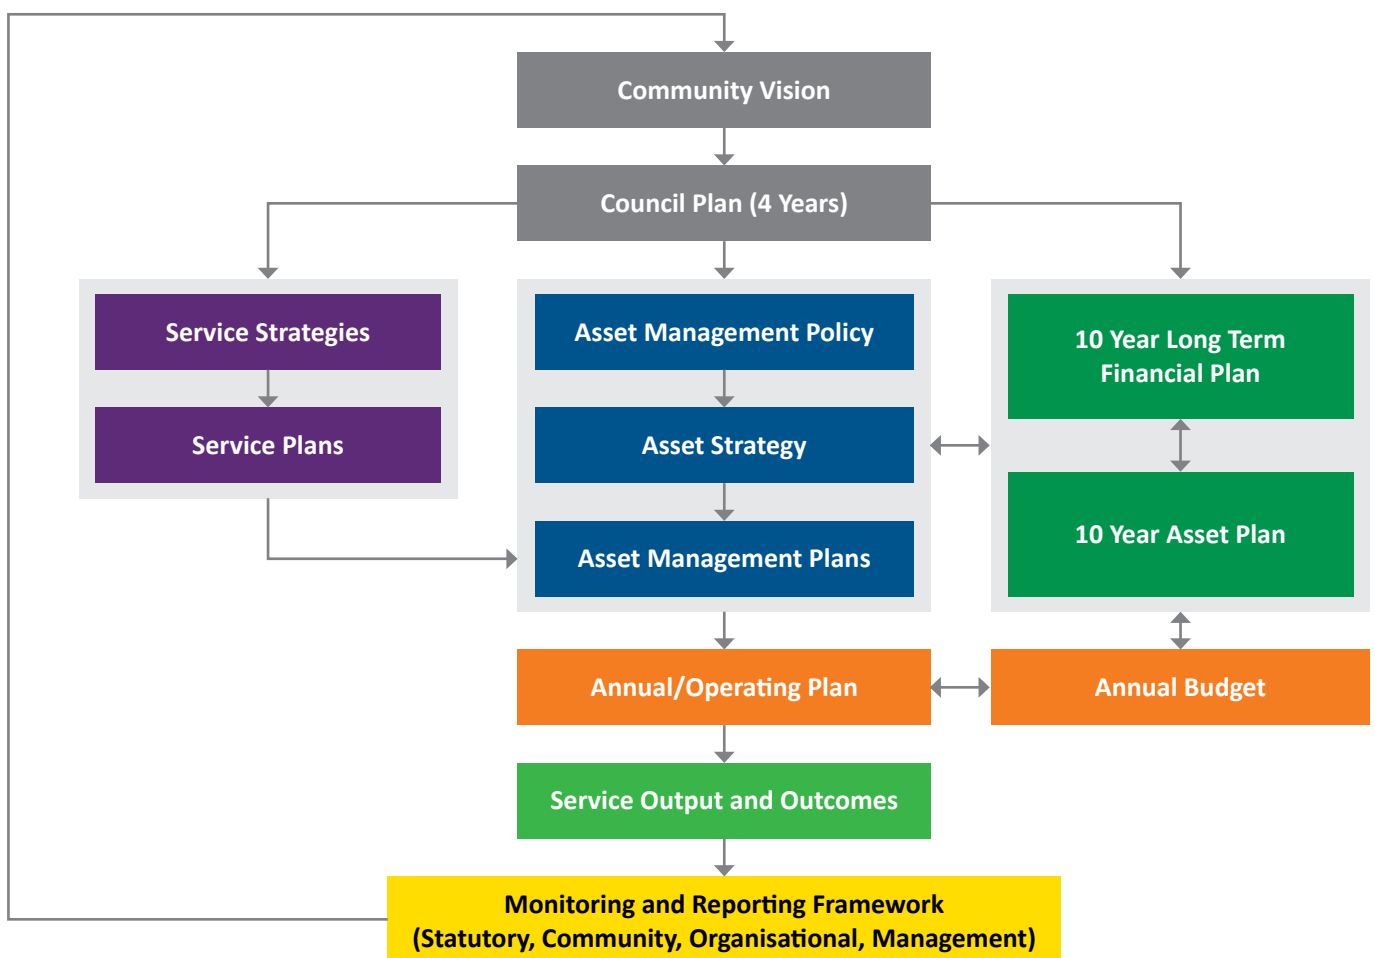 Community Vision
Council Plan (4 Years)
Service Strategies
Service Plans
Asset Management Policy
Asset Strategy
Asset Management Plans
10 Year Long Term
Financial Plan
10 Year Asset Plan
Annual/Operating Plan
Annual Budget
Service Output and Outcomes
Monitoring and Reporting Framework
(Statutory, Community, Organisational, Management)